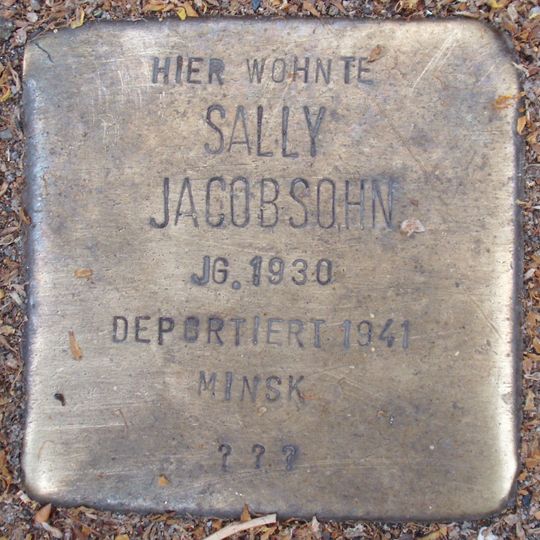 HIER WOHNTE
SALLY
JACOBSOHN
JG. 1930
DEPORTIERT 1941
MINSK
? ? ?